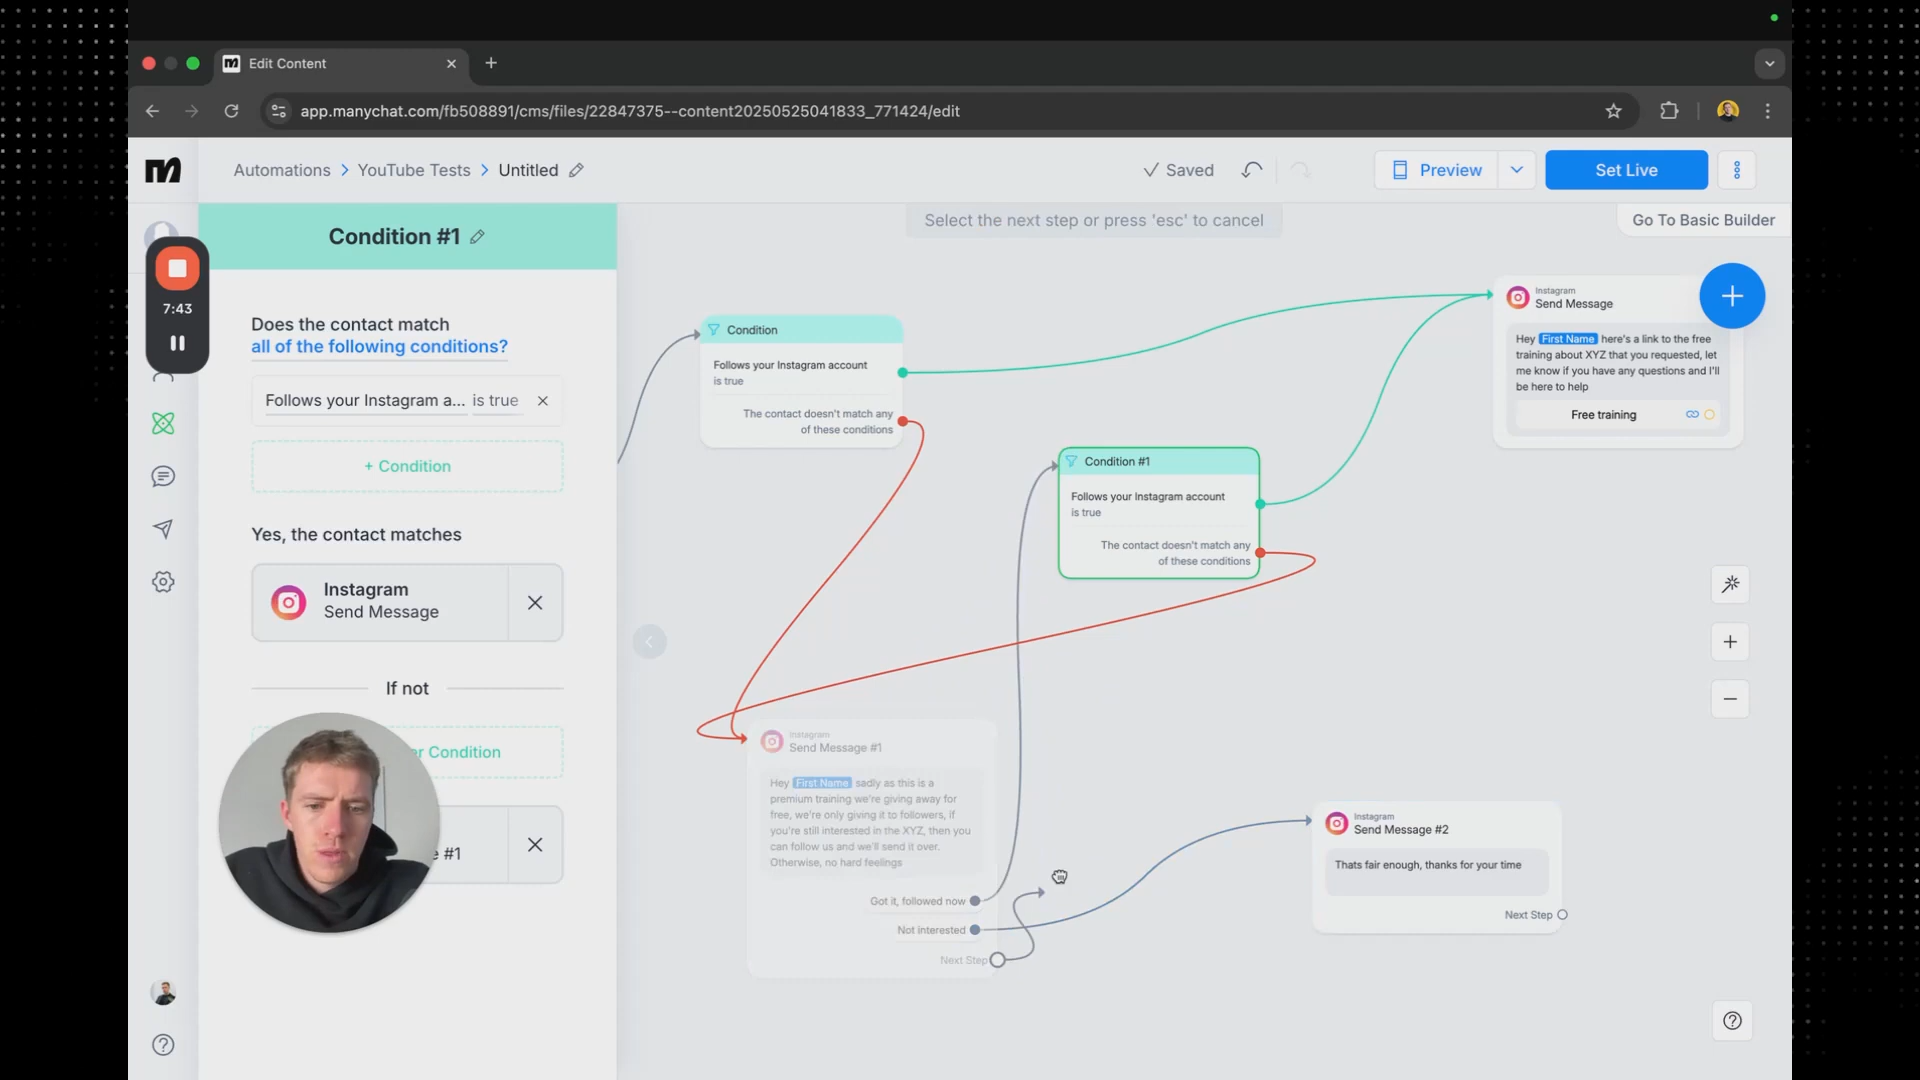 Edit Content
app.manychat.com/fb508891/cms/files/22847375--content20250525041833_771424/edit
Automations > YouTube Tests > Untitled
Saved
Preview
Set Live
Condition #1
Select the next step or press 'esc' to cancel
Go To Basic Builder
7:43
Does the contact match
all of the following conditions?
Follows your Instagram a... is true
+ Condition
Yes, the contact matches
Instagram
Send Message
If not
r Condition
e #1
Condition
Follows your Instagram account
is true
The contact doesn't match any
of these conditions
Condition #1
Follows your Instagram account
is true
The contact doesn't match any
of these conditions
Instagram
Send Message
Hey First Name here's a link to the free
training about XYZ that you requested, let
me know if you have any questions and I'll
be here to help
Free training
Instagram
Send Message #1
Hey First Name sadly as this is a
premium training we're giving away for
free, we're only giving it to followers, if
you're still interested in the XYZ, then you
can follow us and we'll send it over.
Otherwise, no hard feelings
Got it, followed now
Not interested
Next Step
Instagram
Send Message #2
Thats fair enough, thanks for your time
Next Step